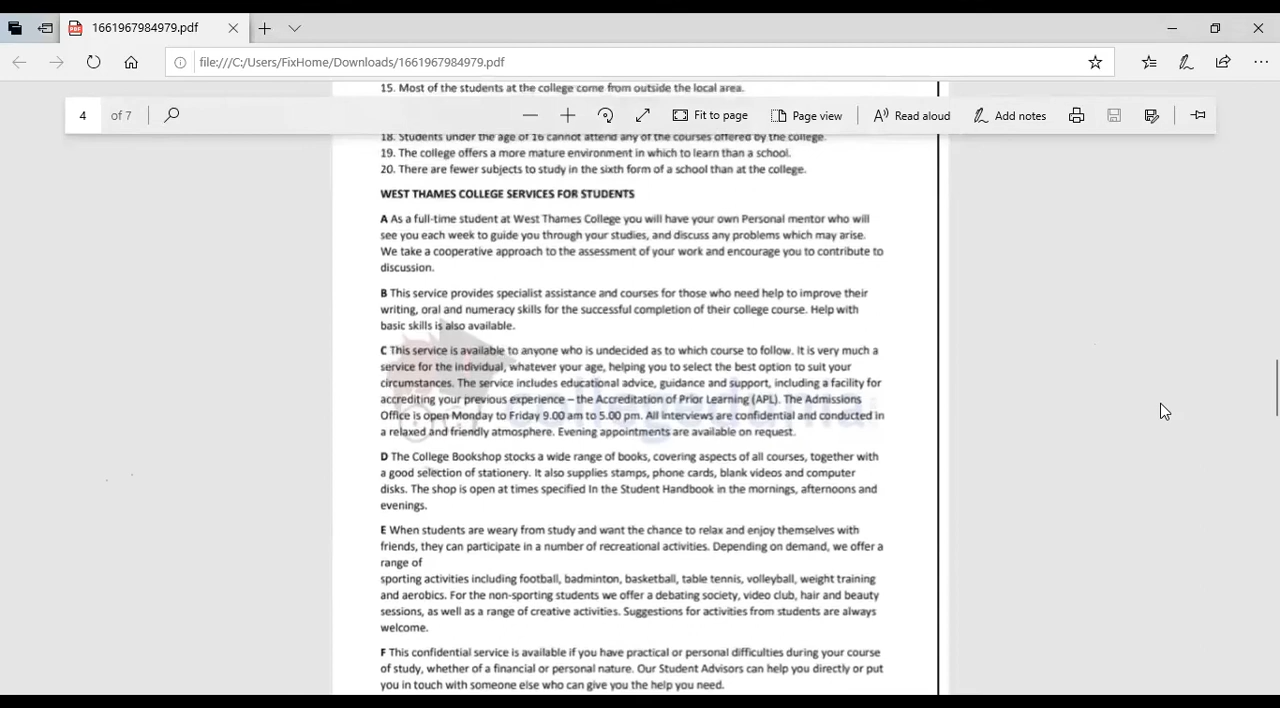 1661967984979.pdf
file:///C:/Users/FixHome/Downloads/1661967984979.pdf
15. Most of the students at the college come from outside the local area.
4 of 7 Fit to page Page view Read aloud Add notes
18. Students under the age of 16 cannot attend any of the courses offered by the college.
19. The college offers a more mature environment in which to learn than a school.
20. There are fewer subjects to study in the sixth form of a school than at the college.
WEST THAMES COLLEGE SERVICES FOR STUDENTS
A As a full-time student at West Thames College you will have your own Personal mentor who will
see you each week to guide you through your studies, and discuss any problems which may arise.
We take a cooperative approach to the assessment of your work and encourage you to contribute to
discussion.
B This service provides specialist assistance and courses for those who need help to improve their
writing, oral and numeracy skills for the successful completion of their college course. Help with
basic skills is also available.
C This service is available to anyone who is undecided as to which course to follow. It is very much a
service for the individual, whatever your age, helping you to select the best option to suit your
circumstances. The service includes educational advice, guidance and support, including a facility for
accrediting your previous experience – the Accreditation of Prior Learning (APL). The Admissions
Office is open Monday to Friday 9.00 am to 5.00 pm. All interviews are confidential and conducted in
a relaxed and friendly atmosphere. Evening appointments are available on request.
D The College Bookshop stocks a wide range of books, covering aspects of all courses, together with
a good selection of stationery. It also supplies stamps, phone cards, blank videos and computer
disks. The shop is open at times specified In the Student Handbook in the mornings, afternoons and
evenings.
E When students are weary from study and want the chance to relax and enjoy themselves with
friends, they can participate in a number of recreational activities. Depending on demand, we offer a
range of
sporting activities including football, badminton, basketball, table tennis, volleyball, weight training
and aerobics. For the non-sporting students we offer a debating society, video club, hair and beauty
sessions, as well as a range of creative activities. Suggestions for activities from students are always
welcome.
F This confidential service is available if you have practical or personal difficulties during your course
of study, whether of a financial or personal nature. Our Student Advisors can help you directly or put
you in touch with someone else who can give you the help you need.